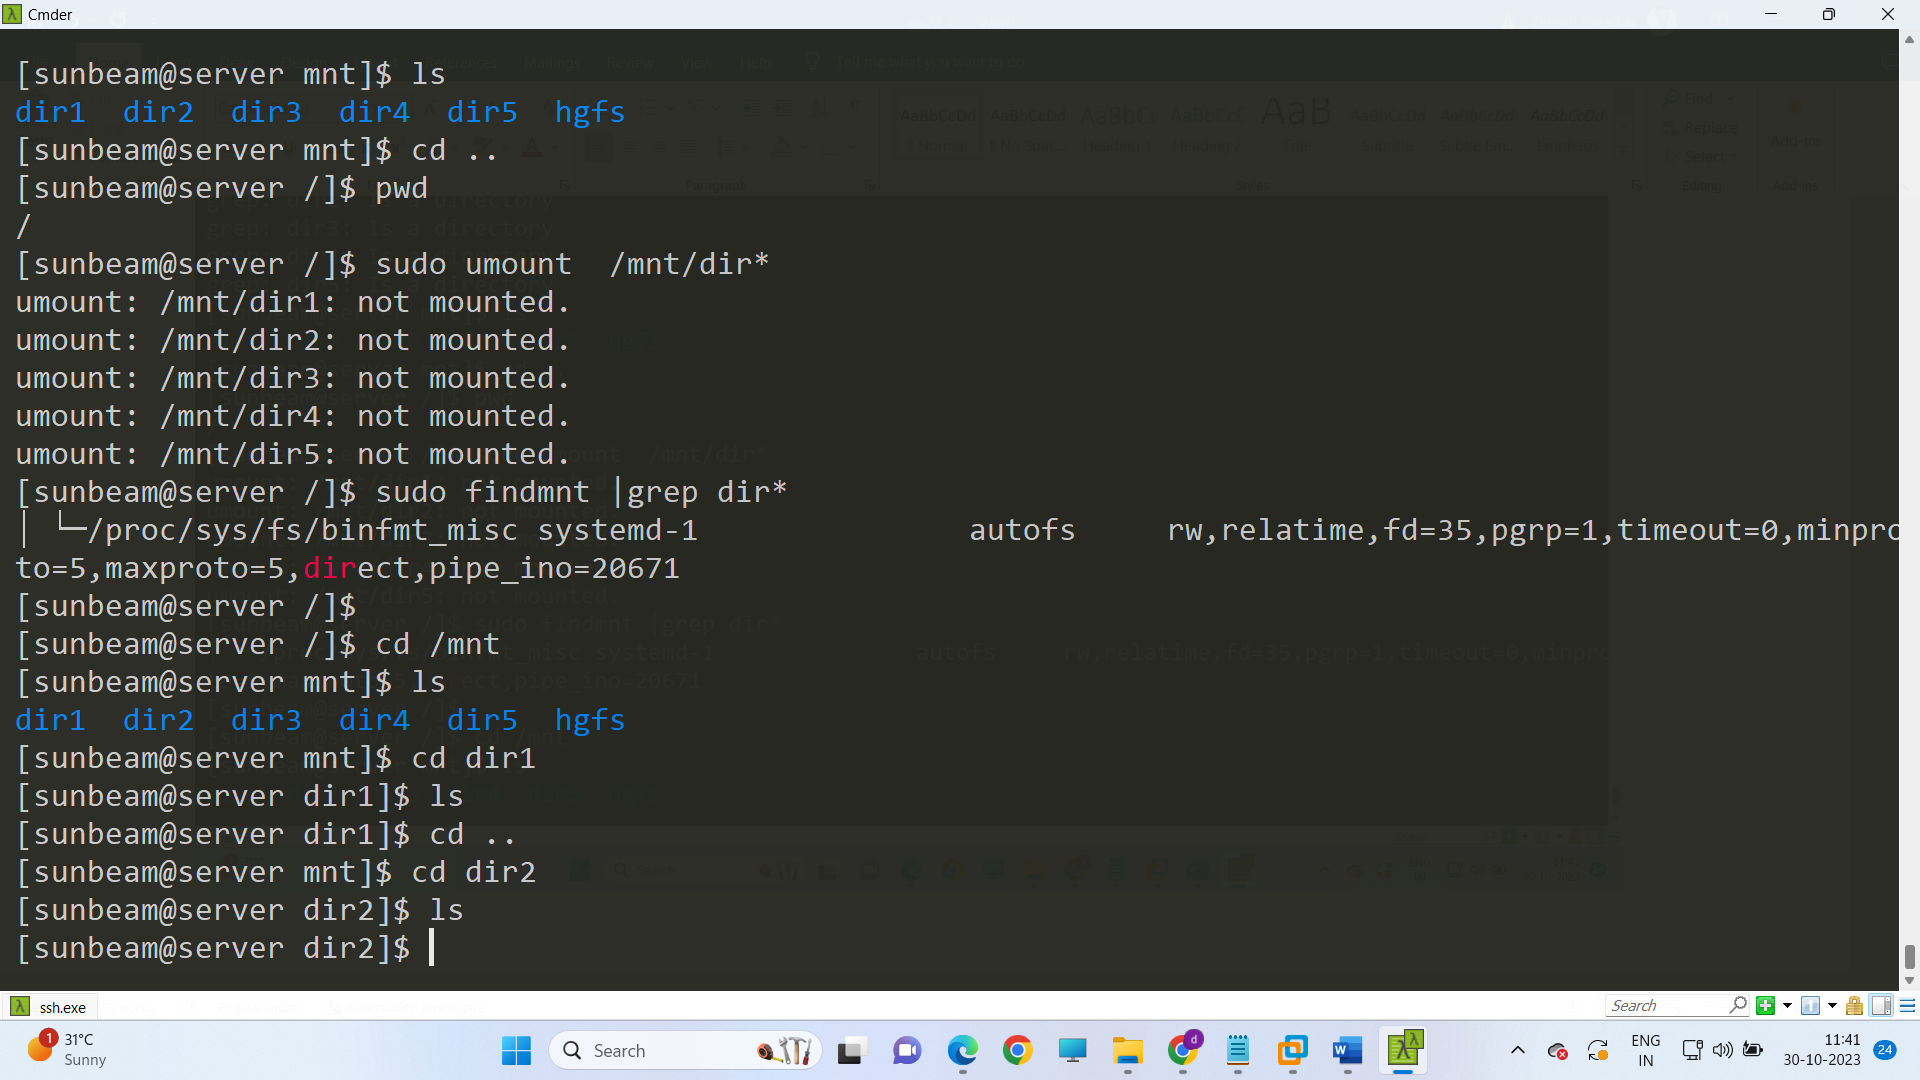 Cmder
[sunbeam@server mnt]$ ls
dir1  dir2  dir3  dir4  dir5  hgfs
[sunbeam@server mnt]$ cd ..
[sunbeam@server /]$ pwd
/
[sunbeam@server /]$ sudo umount  /mnt/dir*
umount: /mnt/dir1: not mounted.
umount: /mnt/dir2: not mounted.
umount: /mnt/dir3: not mounted.
umount: /mnt/dir4: not mounted.
umount: /mnt/dir5: not mounted.
[sunbeam@server /]$ sudo findmnt |grep dir*
│ └─/proc/sys/fs/binfmt_misc systemd-1               autofs     rw,relatime,fd=35,pgrp=1,timeout=0,minpro
to=5,maxproto=5,direct,pipe_ino=20671
[sunbeam@server /]$
[sunbeam@server /]$ cd /mnt
[sunbeam@server mnt]$ ls
dir1  dir2  dir3  dir4  dir5  hgfs
[sunbeam@server mnt]$ cd dir1
[sunbeam@server dir1]$ ls
[sunbeam@server dir1]$ cd ..
[sunbeam@server mnt]$ cd dir2
[sunbeam@server dir2]$ ls
[sunbeam@server dir2]$
ssh.exe
Search
1
31°C
Sunny
Search
d
ENG
IN
11:41
30-10-2023
24